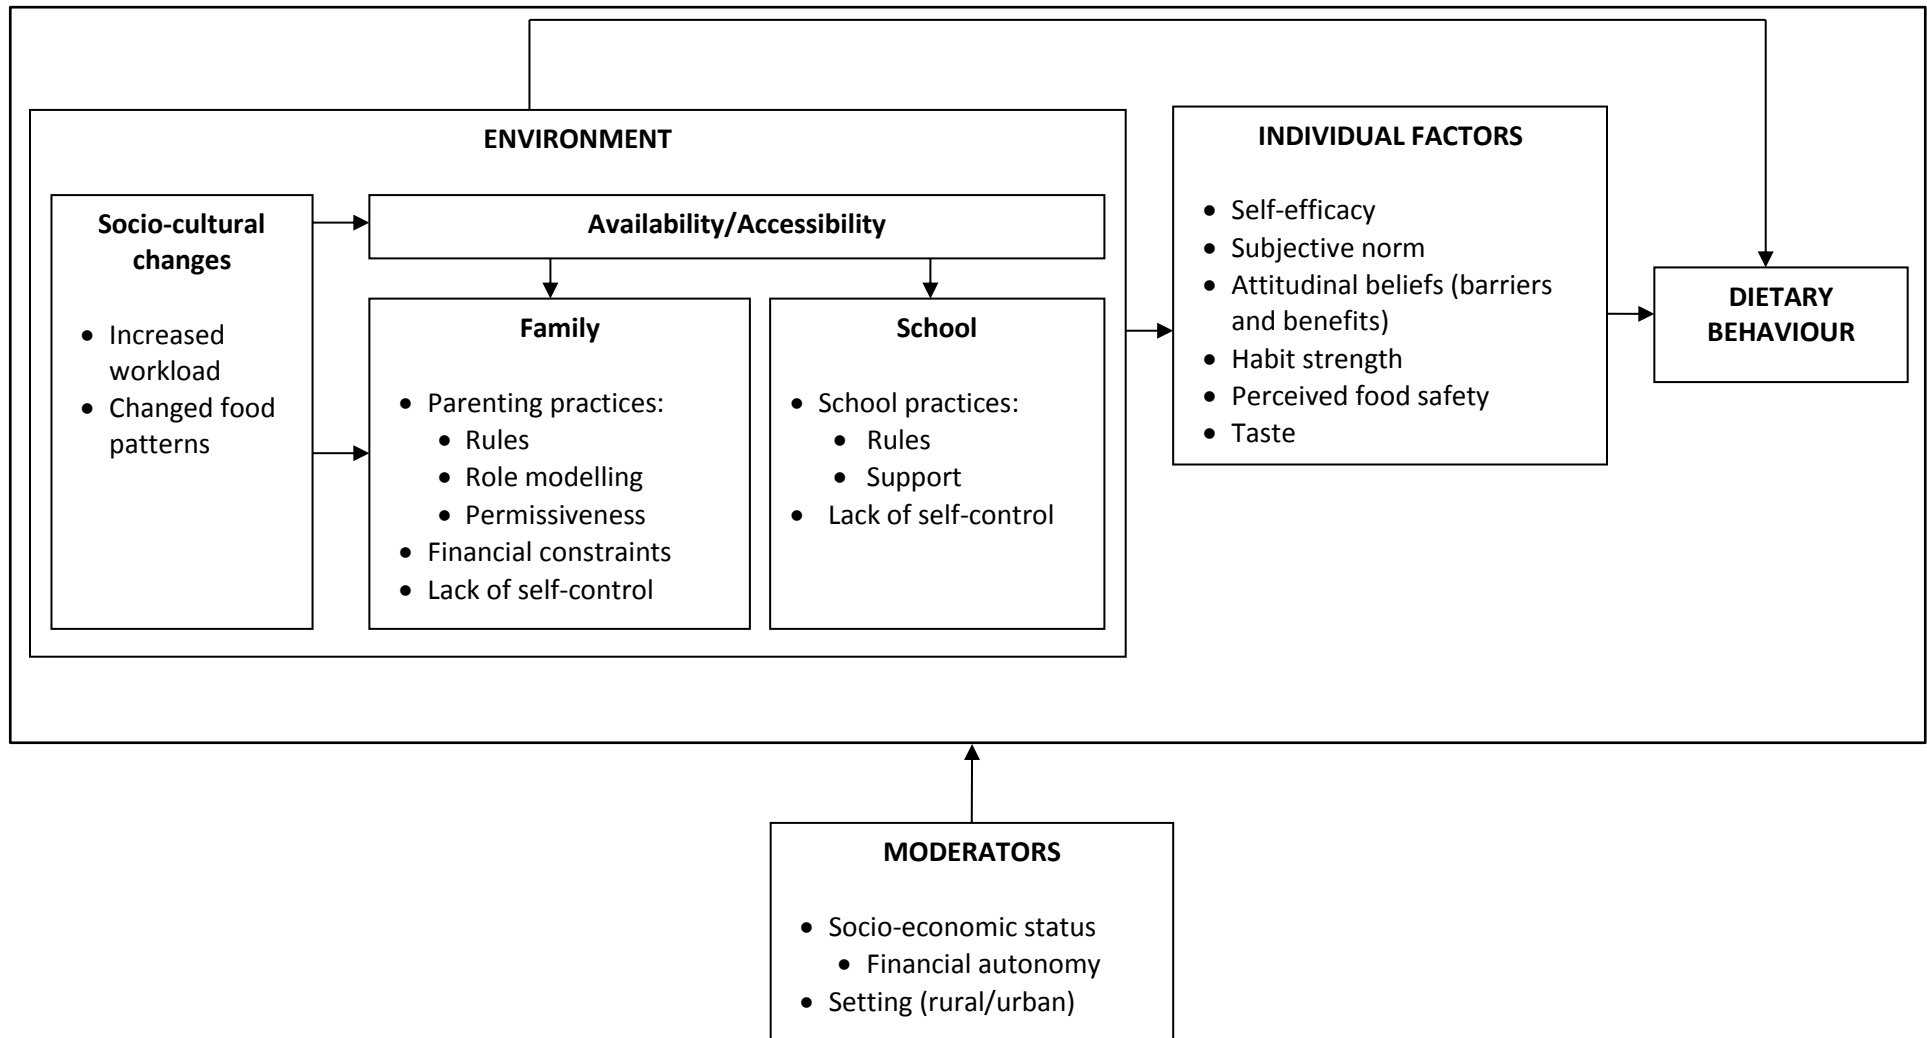 ENVIRONMENT
Socio-cultural
changes
• Increased
workload
• Changed food
patterns
Availability/Accessibility
Family
• Parenting practices:
• Rules
• Role modelling
• Permissiveness
• Financial constraints
• Lack of self-control
School
• School practices:
• Rules
• Support
• Lack of self-control
INDIVIDUAL FACTORS
• Self-efficacy
• Subjective norm
• Attitudinal beliefs (barriers
and benefits)
• Habit strength
• Perceived food safety
• Taste
DIETARY
BEHAVIOUR
MODERATORS
• Socio-economic status
• Financial autonomy
• Setting (rural/urban)